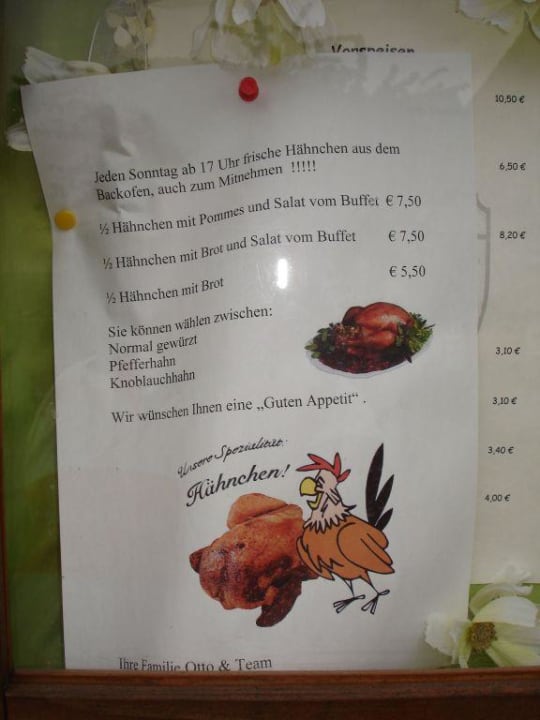 Vorspeisen
10,50 €
6,50 €
8,20 €
3,10 €
3,10 €
3,40 €
4,00 €
Jeden Sonntag ab 17 Uhr frische Hähnchen aus dem
Backofen, auch zum Mitnehmen !!!!!
½ Hähnchen mit Pommes und Salat vom Buffet € 7,50
½ Hähnchen mit Brot und Salat vom Buffet € 7,50
½ Hähnchen mit Brot € 5,50
Sie können wählen zwischen:
Normal gewürzt
Pfefferhahn
Knoblauchhahn
Wir wünschen Ihnen eine „Guten Appetit“ .
Unsere Spezialität:
Hähnchen!
Ihre Familie Otto & Team